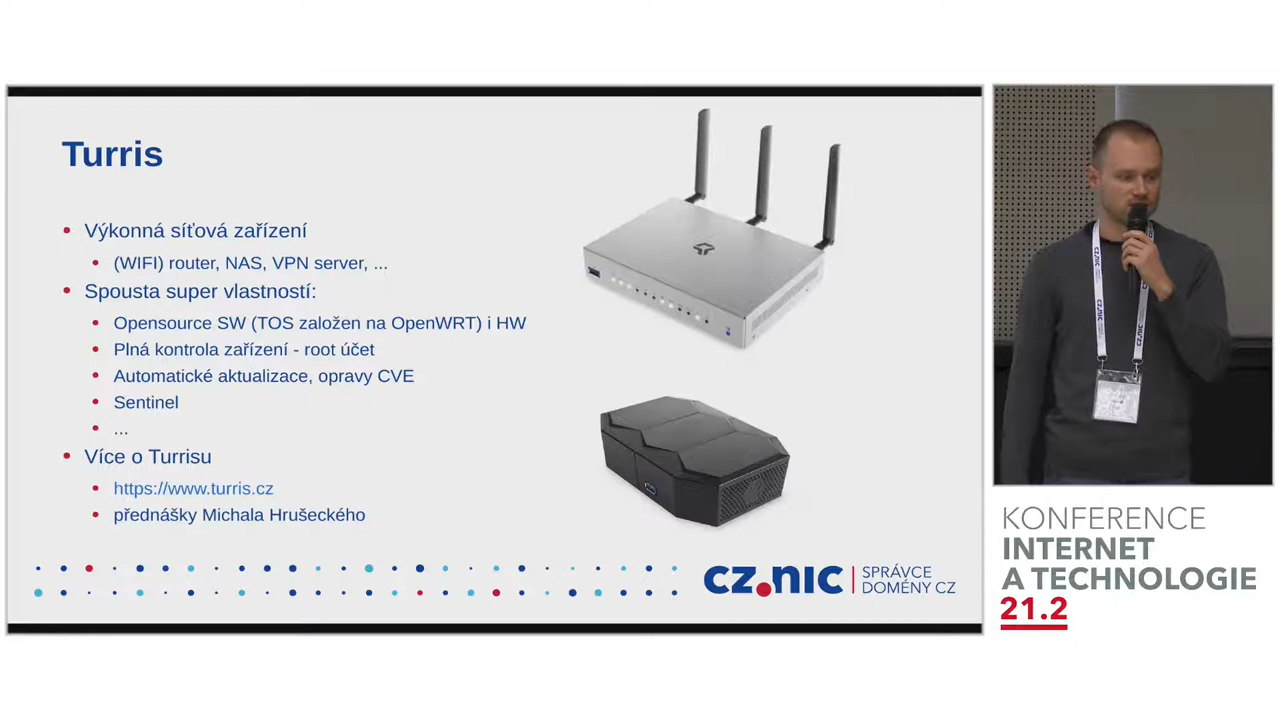 Turris
Výkonná síťová zařízení
(WIFI) router, NAS, VPN server, ...
Spousta super vlastností:
Opensource SW (TOS založen na OpenWRT) i HW
Plná kontrola zařízení - root účet
Automatické aktualizace, opravy CVE
Sentinel
...
Více o Turrisu
https://www.turris.cz
přednášky Michala Hrušeckého
CZ.NIC
SPRÁVCE
DOMÉNY CZ
KONFERENCE
INTERNET
A TECHNOLOGIE
21.2